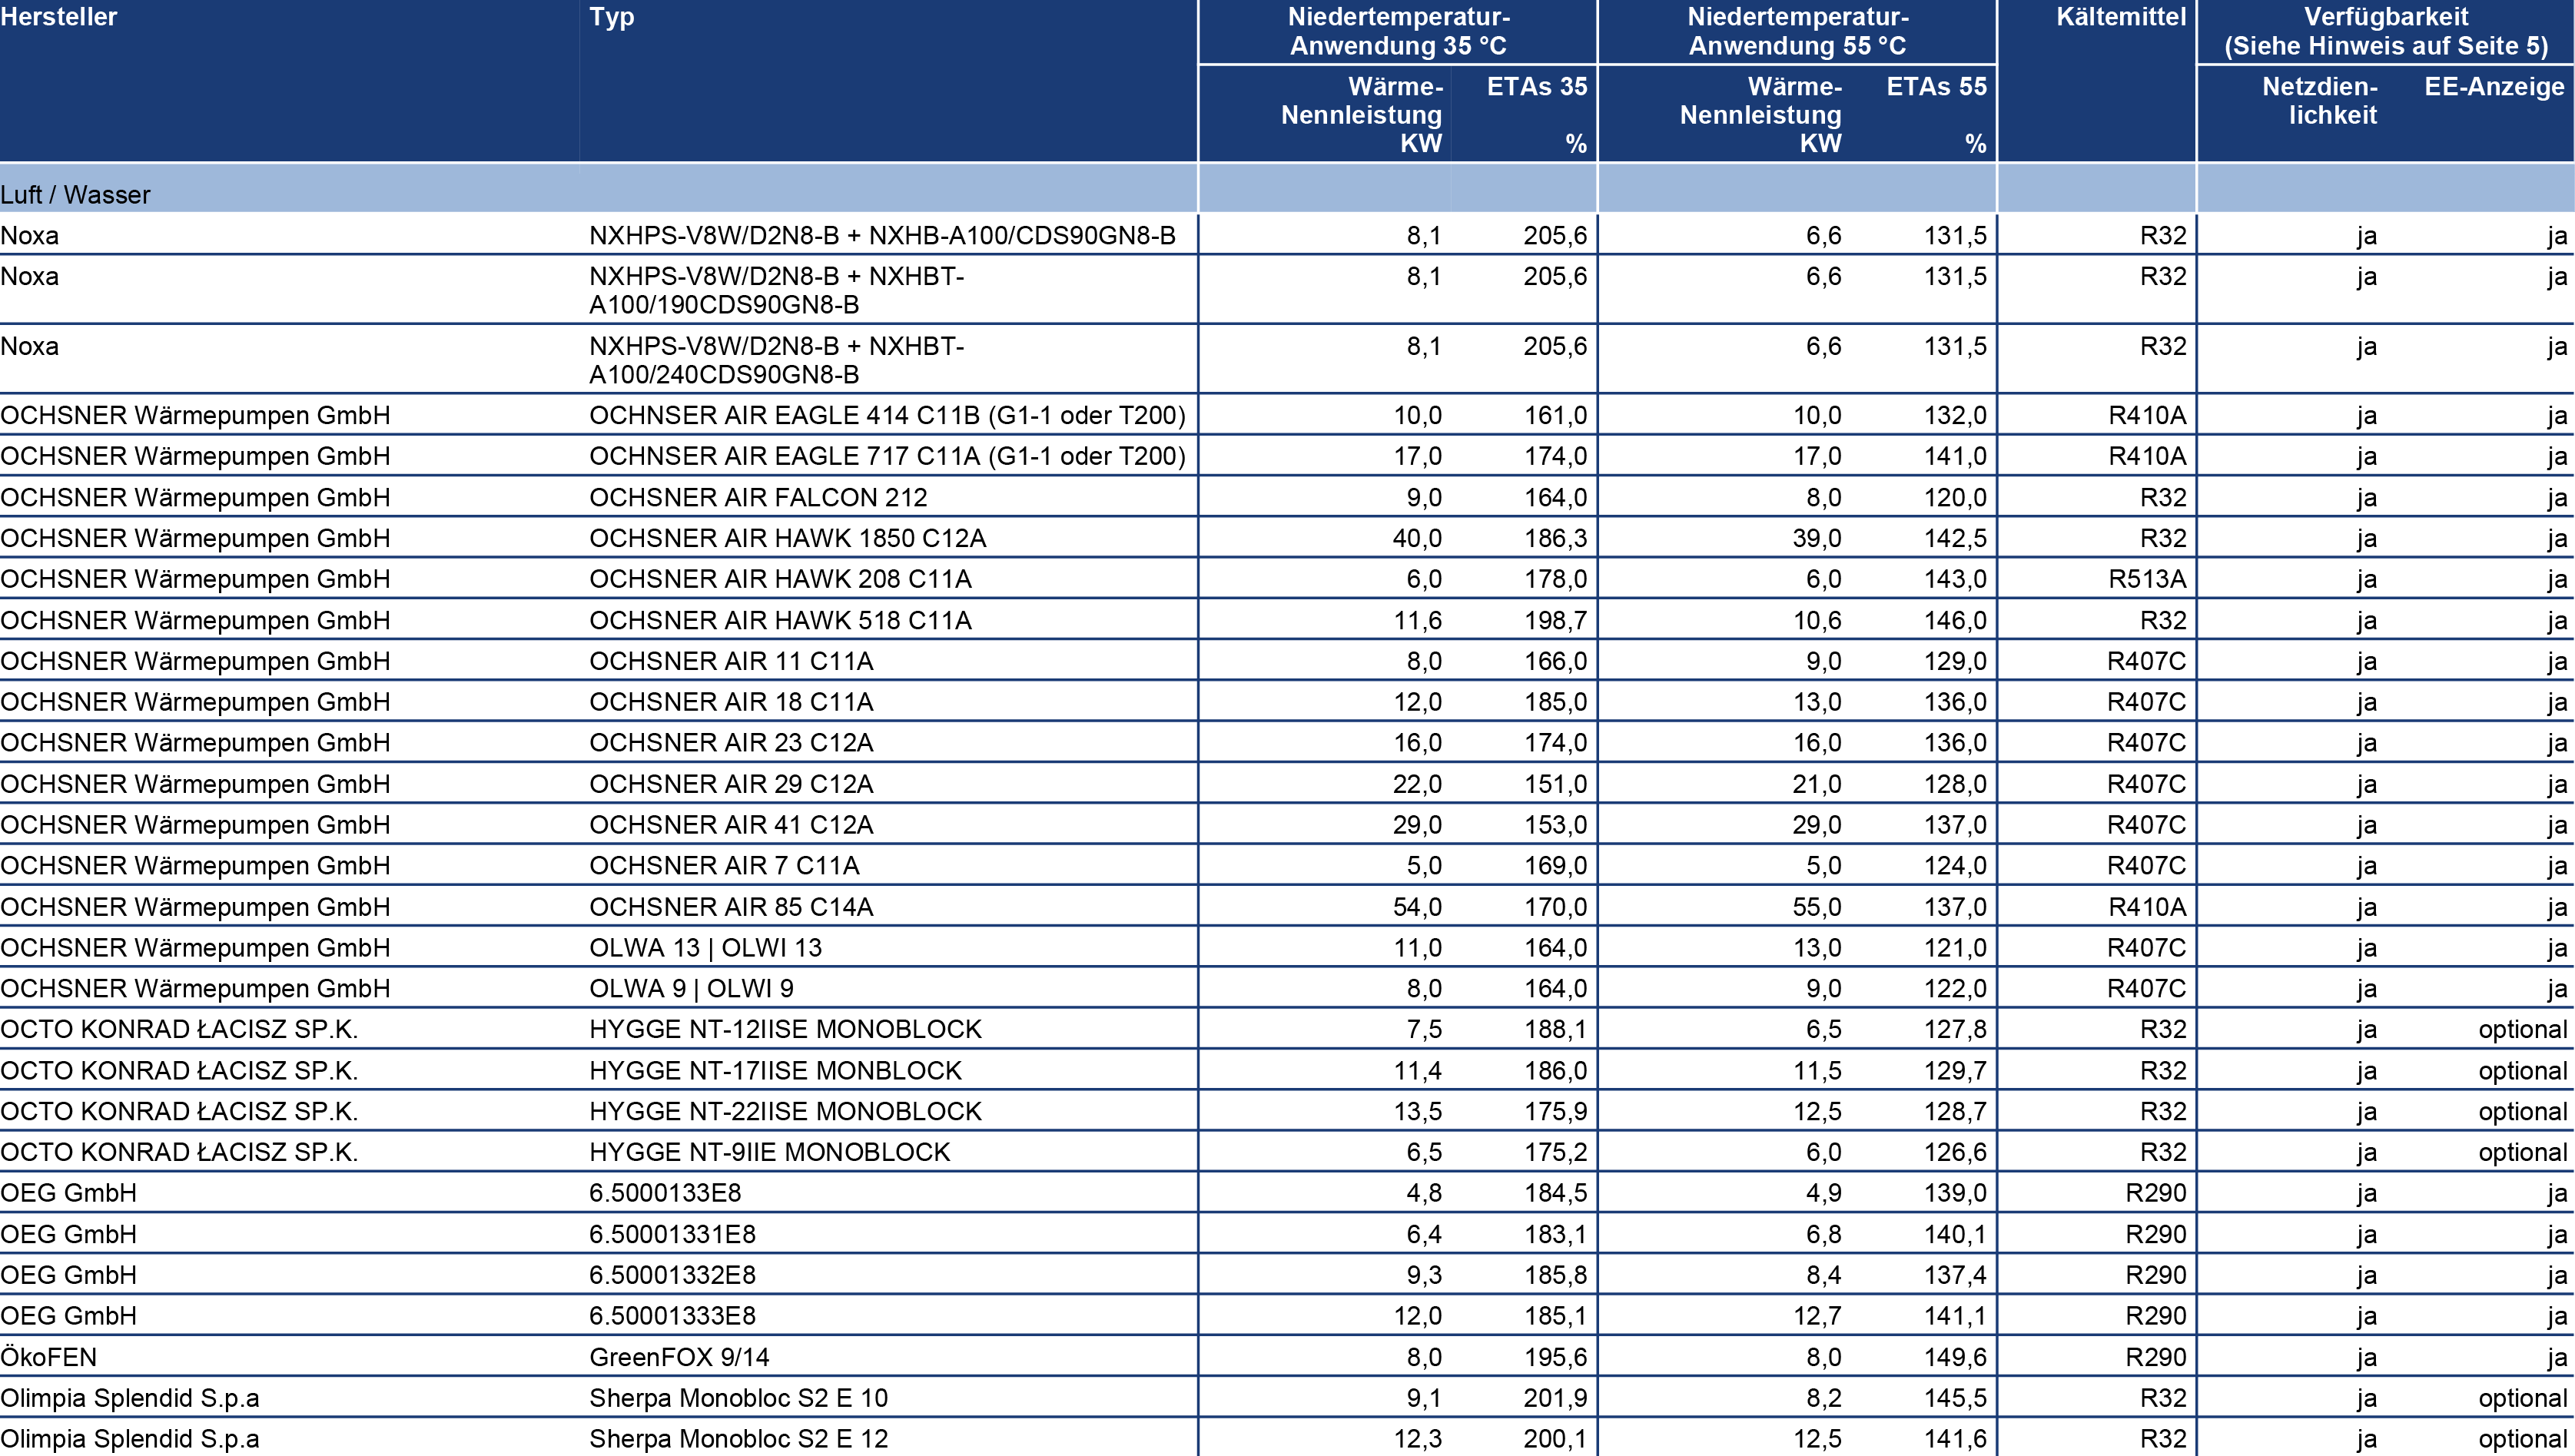 Hersteller Typ Niedertemperatur- Niedertemperatur- Kältemittel Verfügbarkeit
Anwendung 35 °C Anwendung 55 °C (Siehe Hinweis auf Seite 5)
Wärme- ETAs 35 Wärme- ETAs 55 Netzdien- EE-Anzeige
Nennleistung Nennleistung lichkeit
KW % KW %
Luft / Wasser
Noxa NXHPS-V8W/D2N8-B + NXHB-A100/CDS90GN8-B 8,1 205,6 6,6 131,5 R32 ja ja
Noxa NXHPS-V8W/D2N8-B + NXHBT- 8,1 205,6 6,6 131,5 R32 ja ja
A100/190CDS90GN8-B
Noxa NXHPS-V8W/D2N8-B + NXHBT- 8,1 205,6 6,6 131,5 R32 ja ja
A100/240CDS90GN8-B
OCHSNER Wärmepumpen GmbH OCHNSER AIR EAGLE 414 C11B (G1-1 oder T200) 10,0 161,0 10,0 132,0 R410A ja ja
OCHSNER Wärmepumpen GmbH OCHNSER AIR EAGLE 717 C11A (G1-1 oder T200) 17,0 174,0 17,0 141,0 R410A ja ja
OCHSNER Wärmepumpen GmbH OCHSNER AIR FALCON 212 9,0 164,0 8,0 120,0 R32 ja ja
OCHSNER Wärmepumpen GmbH OCHSNER AIR HAWK 1850 C12A 40,0 186,3 39,0 142,5 R32 ja ja
OCHSNER Wärmepumpen GmbH OCHSNER AIR HAWK 208 C11A 6,0 178,0 6,0 143,0 R513A ja ja
OCHSNER Wärmepumpen GmbH OCHSNER AIR HAWK 518 C11A 11,6 198,7 10,6 146,0 R32 ja ja
OCHSNER Wärmepumpen GmbH OCHSNER AIR 11 C11A 8,0 166,0 9,0 129,0 R407C ja ja
OCHSNER Wärmepumpen GmbH OCHSNER AIR 18 C11A 12,0 185,0 13,0 136,0 R407C ja ja
OCHSNER Wärmepumpen GmbH OCHSNER AIR 23 C12A 16,0 174,0 16,0 136,0 R407C ja ja
OCHSNER Wärmepumpen GmbH OCHSNER AIR 29 C12A 22,0 151,0 21,0 128,0 R407C ja ja
OCHSNER Wärmepumpen GmbH OCHSNER AIR 41 C12A 29,0 153,0 29,0 137,0 R407C ja ja
OCHSNER Wärmepumpen GmbH OCHSNER AIR 7 C11A 5,0 169,0 5,0 124,0 R407C ja ja
OCHSNER Wärmepumpen GmbH OCHSNER AIR 85 C14A 54,0 170,0 55,0 137,0 R410A ja ja
OCHSNER Wärmepumpen GmbH OLWA 13 | OLWI 13 11,0 164,0 13,0 121,0 R407C ja ja
OCHSNER Wärmepumpen GmbH OLWA 9 | OLWI 9 8,0 164,0 9,0 122,0 R407C ja ja
OCTO KONRAD ŁACISZ SP.K. HYGGE NT-12IISE MONOBLOCK 7,5 188,1 6,5 127,8 R32 ja optional
OCTO KONRAD ŁACISZ SP.K. HYGGE NT-17IISE MONBLOCK 11,4 186,0 11,5 129,7 R32 ja optional
OCTO KONRAD ŁACISZ SP.K. HYGGE NT-22IISE MONOBLOCK 13,5 175,9 12,5 128,7 R32 ja optional
OCTO KONRAD ŁACISZ SP.K. HYGGE NT-9IIE MONOBLOCK 6,5 175,2 6,0 126,6 R32 ja optional
OEG GmbH 6.5000133E8 4,8 184,5 4,9 139,0 R290 ja ja
OEG GmbH 6.50001331E8 6,4 183,1 6,8 140,1 R290 ja ja
OEG GmbH 6.50001332E8 9,3 185,8 8,4 137,4 R290 ja ja
OEG GmbH 6.50001333E8 12,0 185,1 12,7 141,1 R290 ja ja
ÖkoFEN GreenFOX 9/14 8,0 195,6 8,0 149,6 R290 ja ja
Olimpia Splendid S.p.a Sherpa Monobloc S2 E 10 9,1 201,9 8,2 145,5 R32 ja optional
Olimpia Splendid S.p.a Sherpa Monobloc S2 E 12 12,3 200,1 12,5 141,6 R32 ja optional